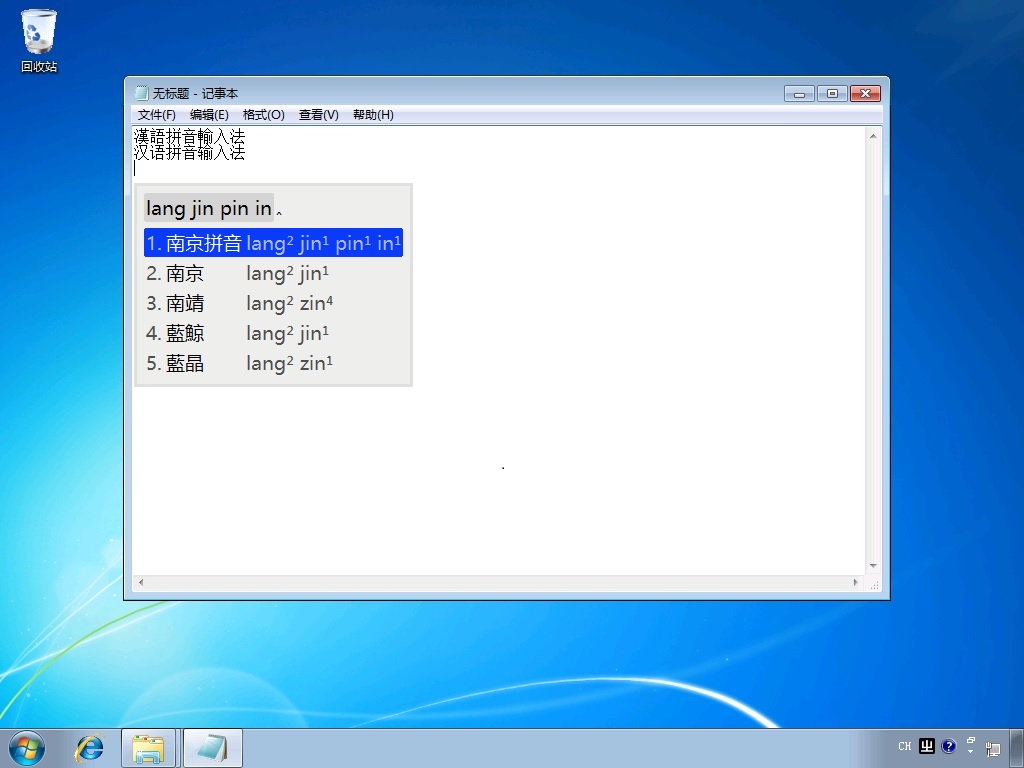 回收站
无标题 - 记事本
文件(F) 编辑(E) 格式(O) 查看(V) 帮助(H)
漢語拼音輸入法
汉语拼音输入法
lang jin pin in 。
1. 南京拼音 lang² jin¹ pin¹ in¹
2. 南京 lang² jin¹
3. 南靖 lang² zin⁴
4. 藍鯨 lang² jin¹
5. 藍晶 lang² zin¹
CH